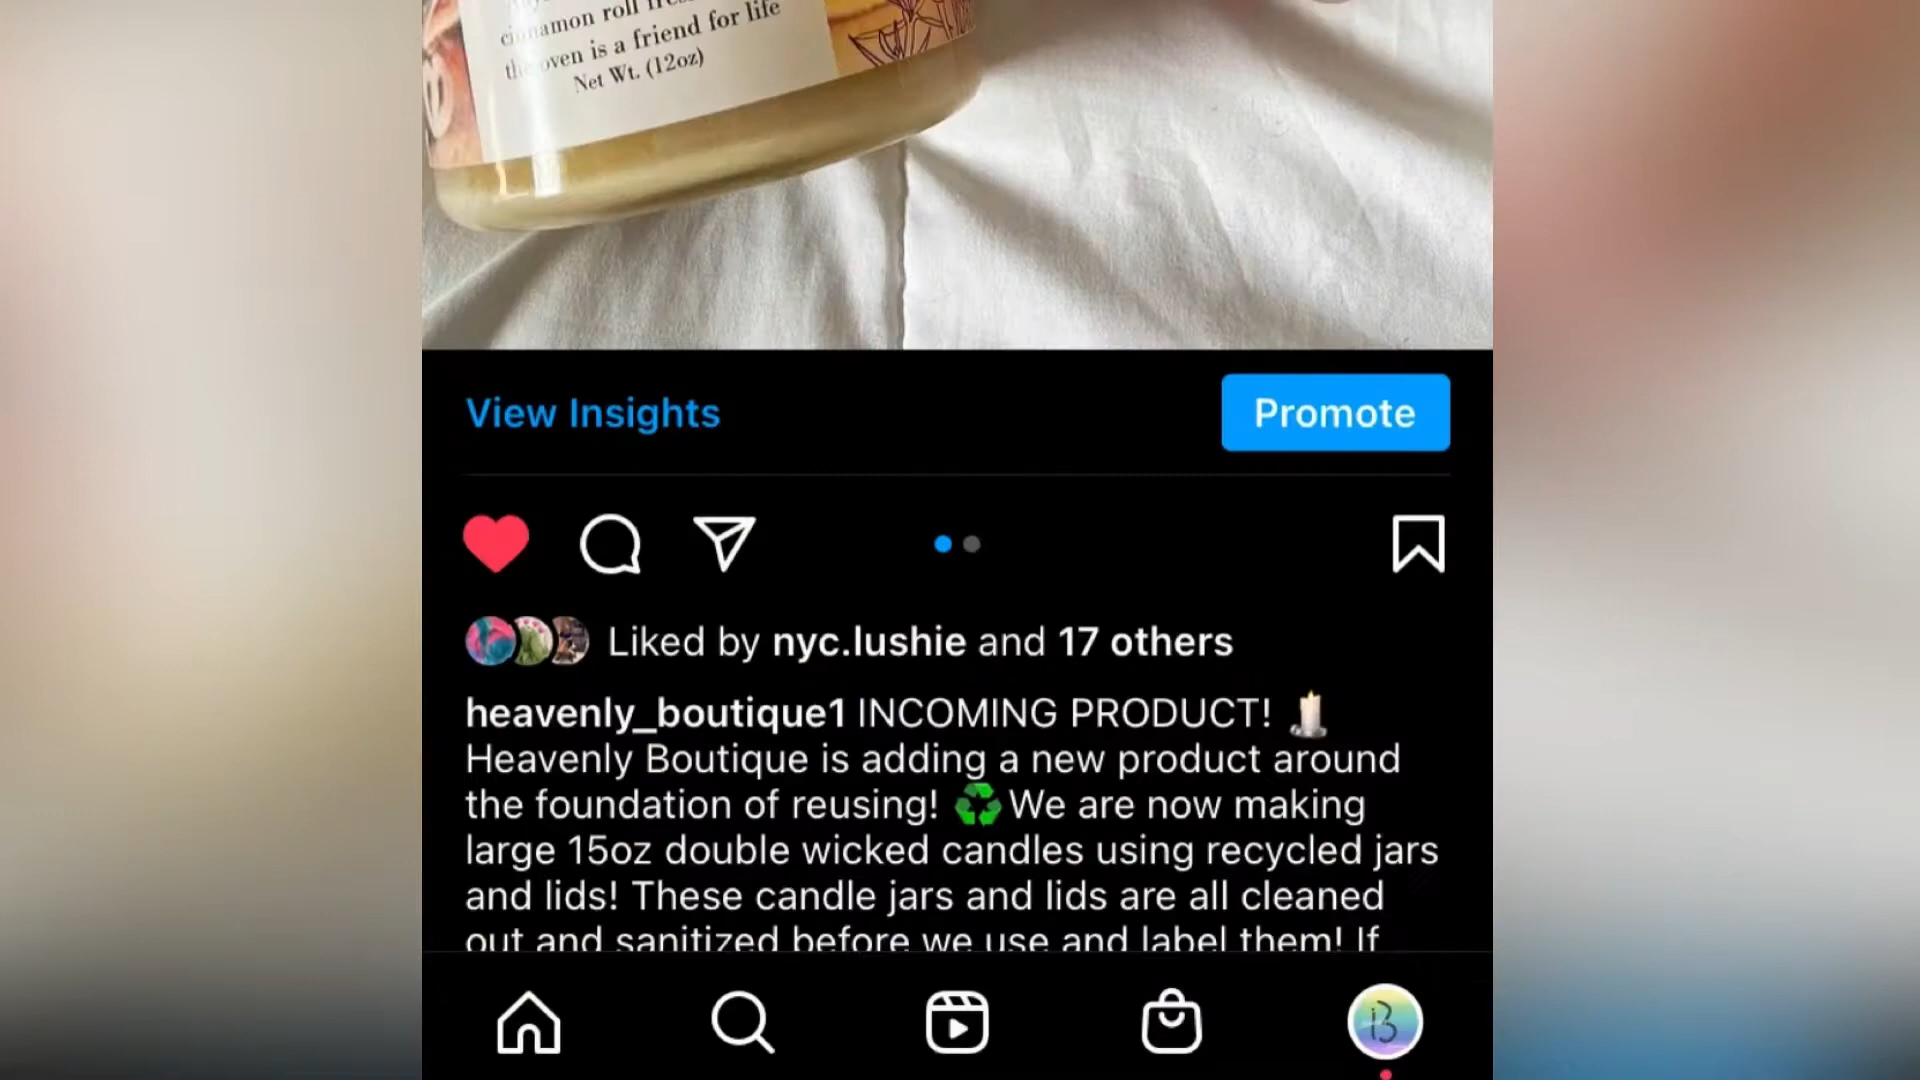 cinnamon roll
the oven is a friend for life
Net Wt. (12oz)
View Insights
Promote
Liked by nyc.lushie and 17 others
heavenly_boutique1 INCOMING PRODUCT! 🕯️
Heavenly Boutique is adding a new product around
the foundation of reusing! ♻️We are now making
large 15oz double wicked candles using recycled jars
and lids! These candle jars and lids are all cleaned
out and sanitized before we use and label them! If